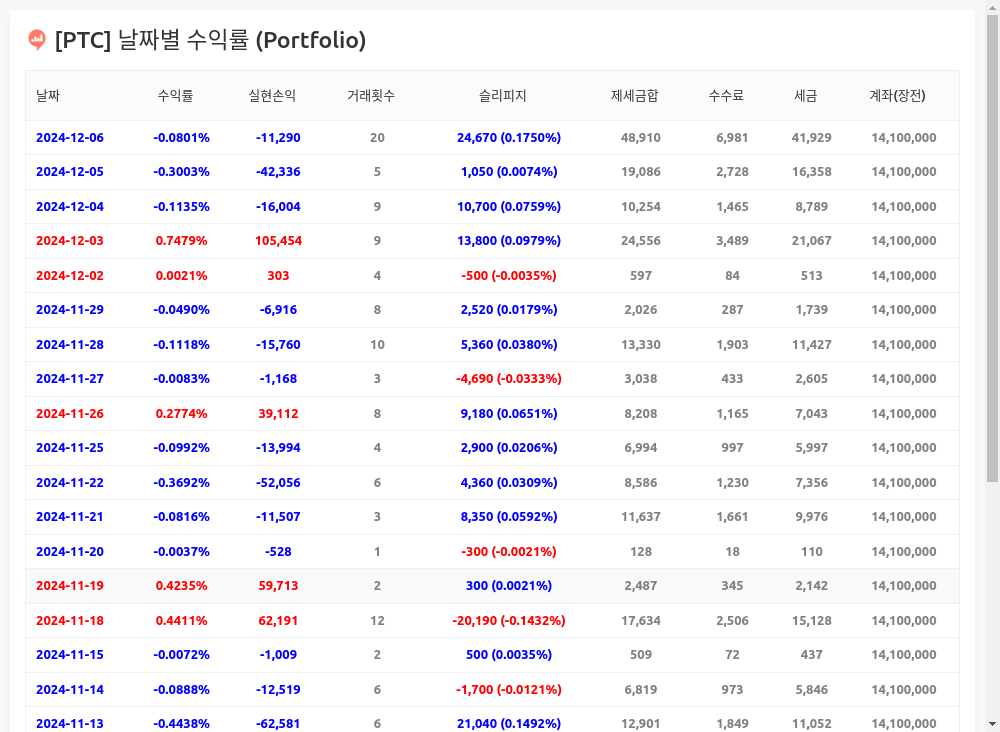 [PTC] 날짜별 수익률 (Portfolio)
날짜 수익률 실현손익 거래횟수 슬리피지 제세금합 수수료 세금 계좌(장전)
2024-12-06 -0.0801% -11,290 20 24,670 (0.1750%) 48,910 6,981 41,929 14,100,000
2024-12-05 -0.3003% -42,336 5 1,050 (0.0074%) 19,086 2,728 16,358 14,100,000
2024-12-04 -0.1135% -16,004 9 10,700 (0.0759%) 10,254 1,465 8,789 14,100,000
2024-12-03 0.7479% 105,454 9 13,800 (0.0979%) 24,556 3,489 21,067 14,100,000
2024-12-02 0.0021% 303 4 -500 (-0.0035%) 597 84 513 14,100,000
2024-11-29 -0.0490% -6,916 8 2,520 (0.0179%) 2,026 287 1,739 14,100,000
2024-11-28 -0.1118% -15,760 10 5,360 (0.0380%) 13,330 1,903 11,427 14,100,000
2024-11-27 -0.0083% -1,168 3 -4,690 (-0.0333%) 3,038 433 2,605 14,100,000
2024-11-26 0.2774% 39,112 8 9,180 (0.0651%) 8,208 1,165 7,043 14,100,000
2024-11-25 -0.0992% -13,994 4 2,900 (0.0206%) 6,994 997 5,997 14,100,000
2024-11-22 -0.3692% -52,056 6 4,360 (0.0309%) 8,586 1,230 7,356 14,100,000
2024-11-21 -0.0816% -11,507 3 8,350 (0.0592%) 11,637 1,661 9,976 14,100,000
2024-11-20 -0.0037% -528 1 -300 (-0.0021%) 128 18 110 14,100,000
2024-11-19 0.4235% 59,713 2 300 (0.0021%) 2,487 345 2,142 14,100,000
2024-11-18 0.4411% 62,191 12 -20,190 (-0.1432%) 17,634 2,506 15,128 14,100,000
2024-11-15 -0.0072% -1,009 2 500 (0.0035%) 509 72 437 14,100,000
2024-11-14 -0.0888% -12,519 6 -1,700 (-0.0121%) 6,819 973 5,846 14,100,000
2024-11-13 -0.4438% -62,581 6 21,040 (0.1492%) 12,901 1,849 11,052 14,100,000